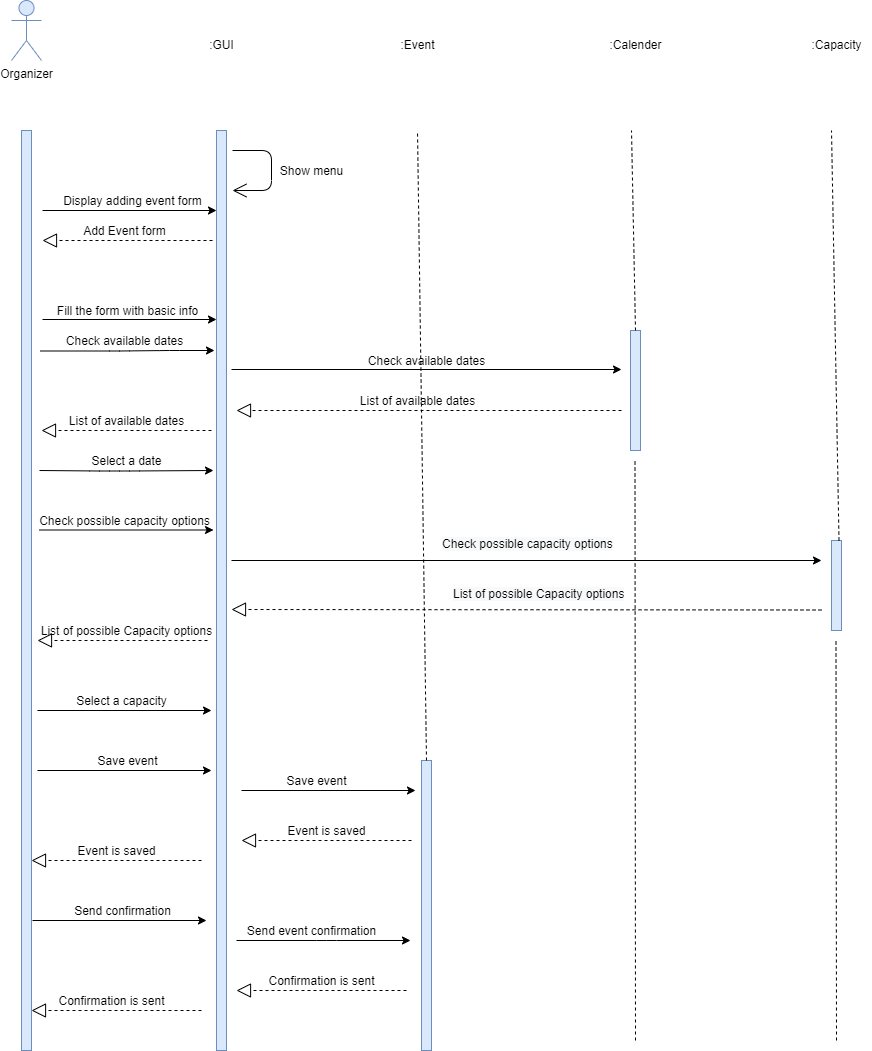 :GUI
:Event
:Calender
:Capacity
Organizer
Show menu
Display adding event form
Add Event form
Fill the form with basic info
Check available dates
Check available dates
List of available dates
List of available dates
Select a date
Check possible capacity options
Check possible capacity options
List of possible Capacity options
List of possible Capacity options
Select a capacity
Save event
Save event
Event is saved
Event is saved
Send confirmation
Send event confirmation
Confirmation is sent
Confirmation is sent